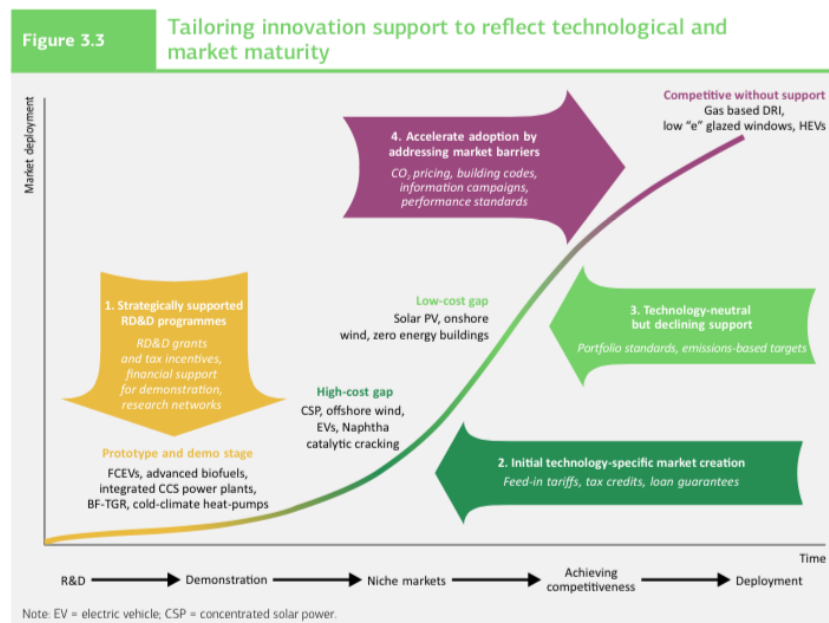 Figure 3.3
Tailoring innovation support to reflect technological and
market maturity
Market deployment
Competitive without support
Gas based DRI,
low “e” glazed windows, HEVs
4. Accelerate adoption by
addressing market barriers
CO₂ pricing, building codes,
information campaigns,
performance standards
1. Strategically supported
RD&D programmes
RD&D grants
and tax incentives,
financial support
for demonstration,
research networks
Low-cost gap
Solar PV, onshore
wind, zero energy buildings
3. Technology-neutral
but declining support
Portfolio standards, emissions-based targets
High-cost gap
CSP, offshore wind,
EVs, Naphtha
catalytic cracking
Prototype and demo stage
FCEVs, advanced biofuels,
integrated CCS power plants,
BF-TGR, cold-climate heat-pumps
2. Initial technology-specific market creation
Feed-in tariffs, tax credits, loan guarantees
Time
R&D
Demonstration
Niche markets
Achieving
competitiveness
Deployment
Note: EV = electric vehicle; CSP = concentrated solar power.